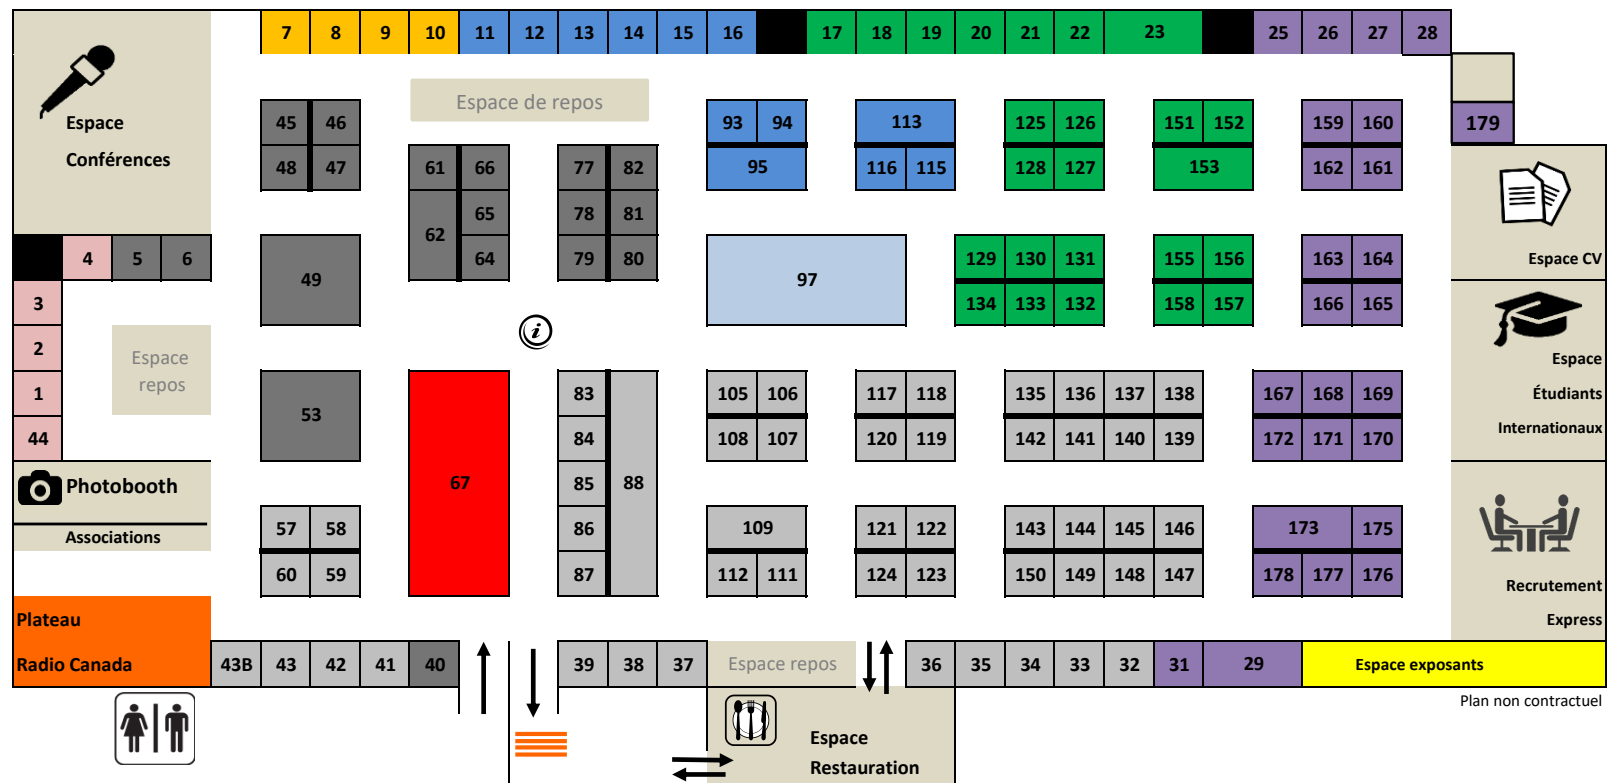 7 8 9 10 11 12 13 14 15 16 17 18 19 20 21 22 23 25 26 27 28
Espace de repos
Espace
Conférences
45 46 93 94 113 125 126 151 152 159 160 179
48 47 61 66 77 82 95 116 115 128 127 153 162 161
65 78 81
62
4 5 6 64 79 80 129 130 131 155 156 163 164 Espace CV
49 97
3 134 133 132 158 157 166 165
i
2
Espace
repos
Espace
1 83 105 106 117 118 135 136 137 138 167 168 169 Étudiants
53
44 84 108 107 120 119 142 141 140 139 172 171 170 Internationaux
Photobooth 67 85 88
Associations
57 58 86 109 121 122 143 144 145 146 173 175
60 59 87 112 111 124 123 150 149 148 147 178 177 176
Recrutement
Express
Plateau
Radio Canada 43B 43 42 41 40 39 38 37 Espace repos 36 35 34 33 32 31 29 Espace exposants
Plan non contractuel
Espace
Restauration